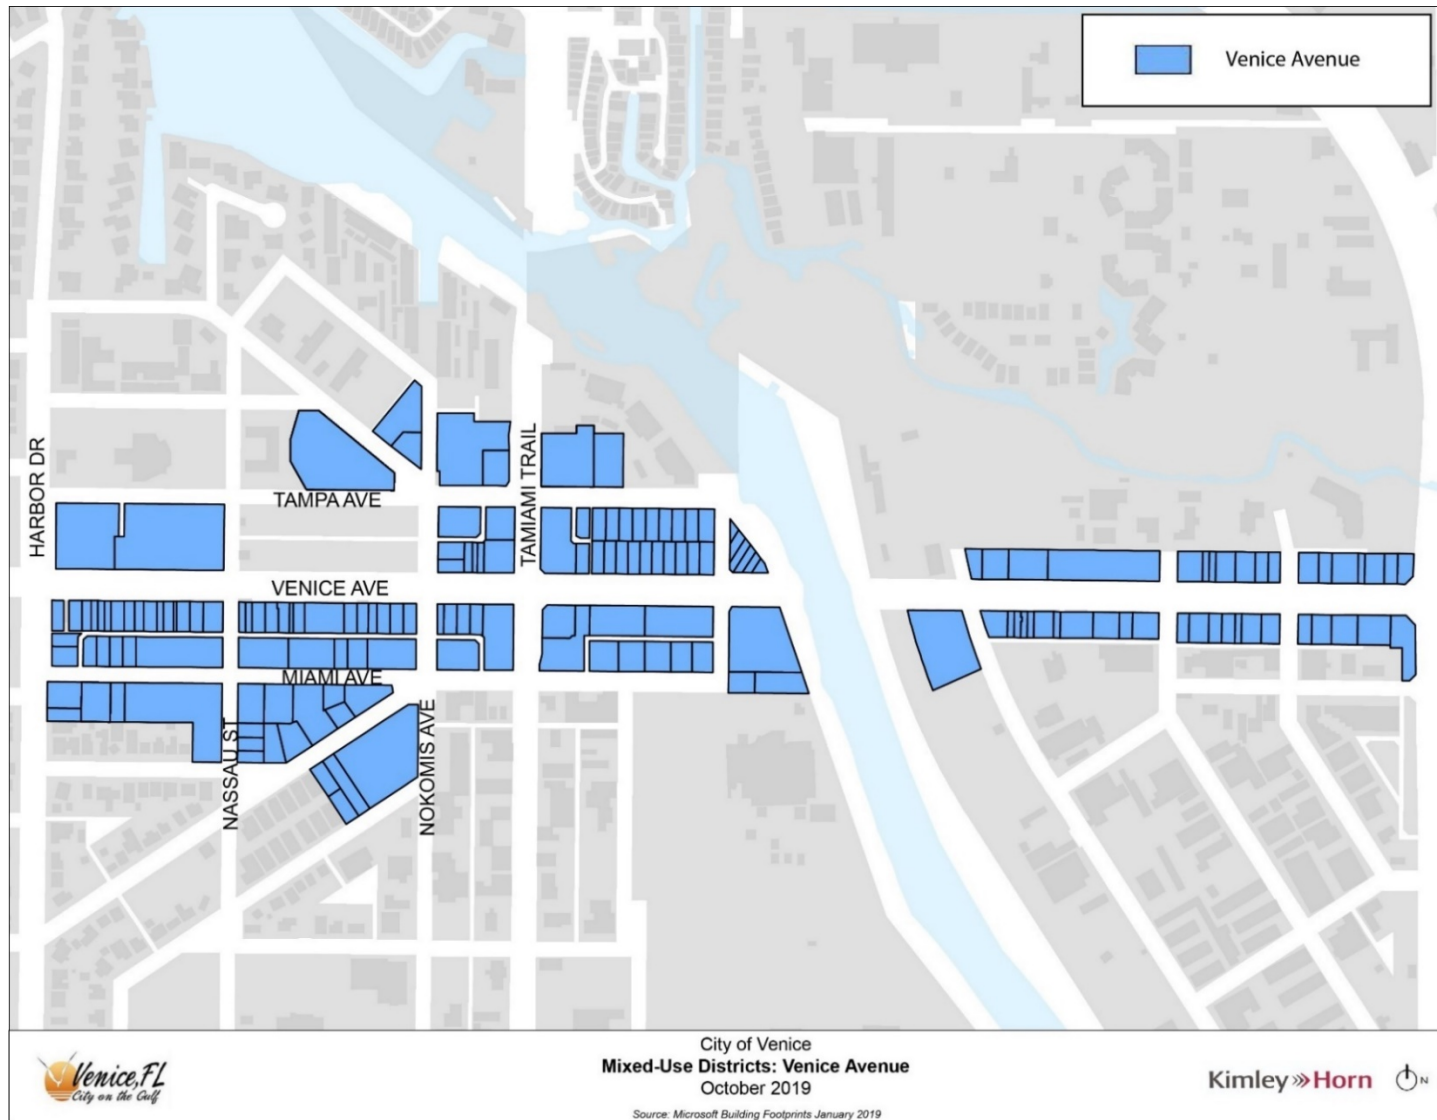 Venice Avenue
HARBOR DR
TAMIAMI TRAIL
TAMPA AVE
VENICE AVE
MIAMI AVE
NASSAU ST
NOKOMIS AVE
City of Venice
Mixed-Use Districts: Venice Avenue
October 2019
Source: Microsoft Building Footprints January 2019
Venice, FL
City on the Gulf
Kimley»Horn
N